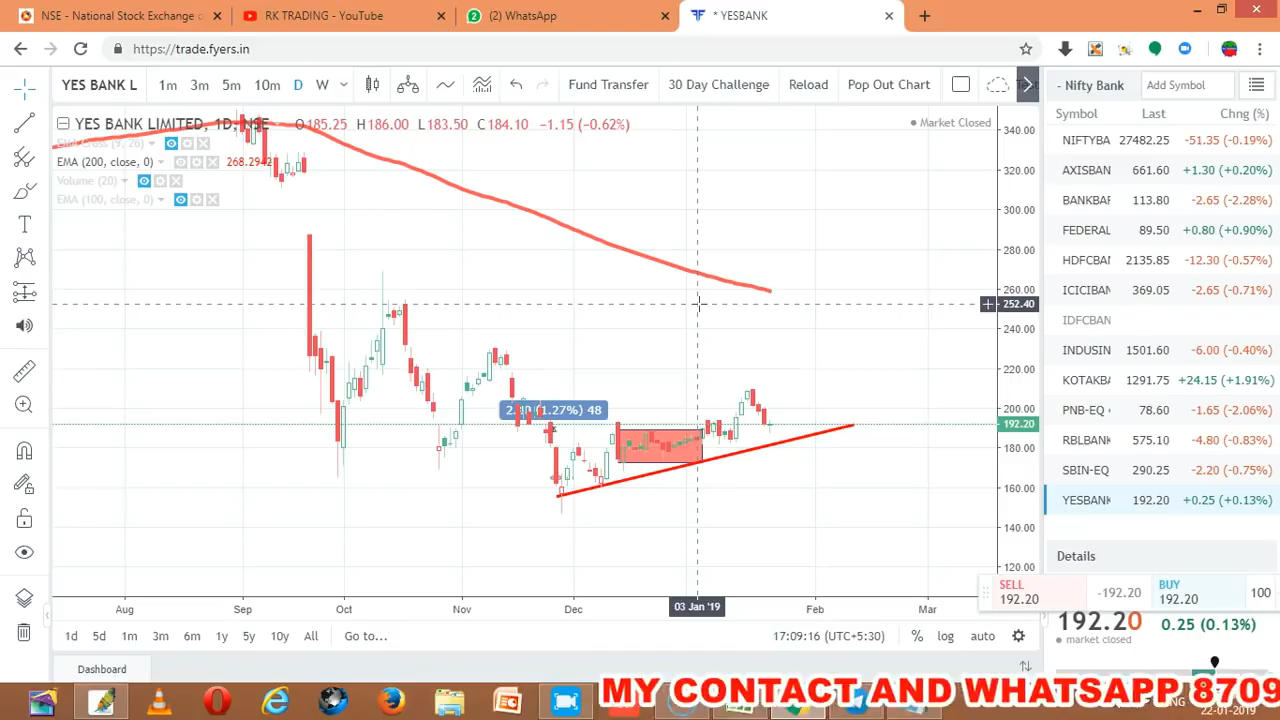 NSE - National Stock Exchange o
RK TRADING - YouTube
(2) WhatsApp
* YESBANK
https://trade.fyers.in
YES BANK L
1m 3m 5m 10m D W
Fund Transfer
30 Day Challenge
Reload
Pop Out Chart
- Nifty Bank
Add Symbol
YES BANK LIMITED, 1D, NSE O185.25 H186.00 L183.50 C184.10 -1.15 (-0.62%)
Market Closed
EMA Cross (9, 26)
EMA (200, close, 0) 268.2942
Volume (20)
EMA (100, close, 0)
340.00
320.00
300.00
280.00
260.00
252.40
240.00
220.00
200.00
192.20
180.00
160.00
140.00
120.00
(1.27%) 48
Aug Sep Oct Nov Dec 03 Jan '19 Feb Mar
1d 5d 1m 3m 6m 1y 5y 10y All Go to...
17:09:16 (UTC+5:30) % log auto
Dashboard
Symbol Last Chng (%)
NIFTYBA 27482.25 -51.35 (-0.19%)
AXISBAN 661.60 +1.30 (+0.20%)
BANKBAR 113.80 -2.65 (-2.28%)
FEDERAL 89.50 +0.80 (+0.90%)
HDFCBAN 2135.85 -12.30 (-0.57%)
ICICIBAN 369.05 -2.65 (-0.71%)
IDFCBAN
INDUSIN 1501.60 -6.00 (-0.40%)
KOTAKBA 1291.75 +24.15 (+1.91%)
PNB-EQ 78.60 -1.65 (-2.06%)
RBLBANK 575.10 -4.80 (-0.83%)
SBIN-EQ 290.25 -2.20 (-0.75%)
YESBANK 192.20 +0.25 (+0.13%)
Details
SELL
192.20
-192.20
BUY
192.20
100
192.20 0.25 (0.13%)
market closed
MY CONTACT AND WHATSAPP 8709
22-01-2019